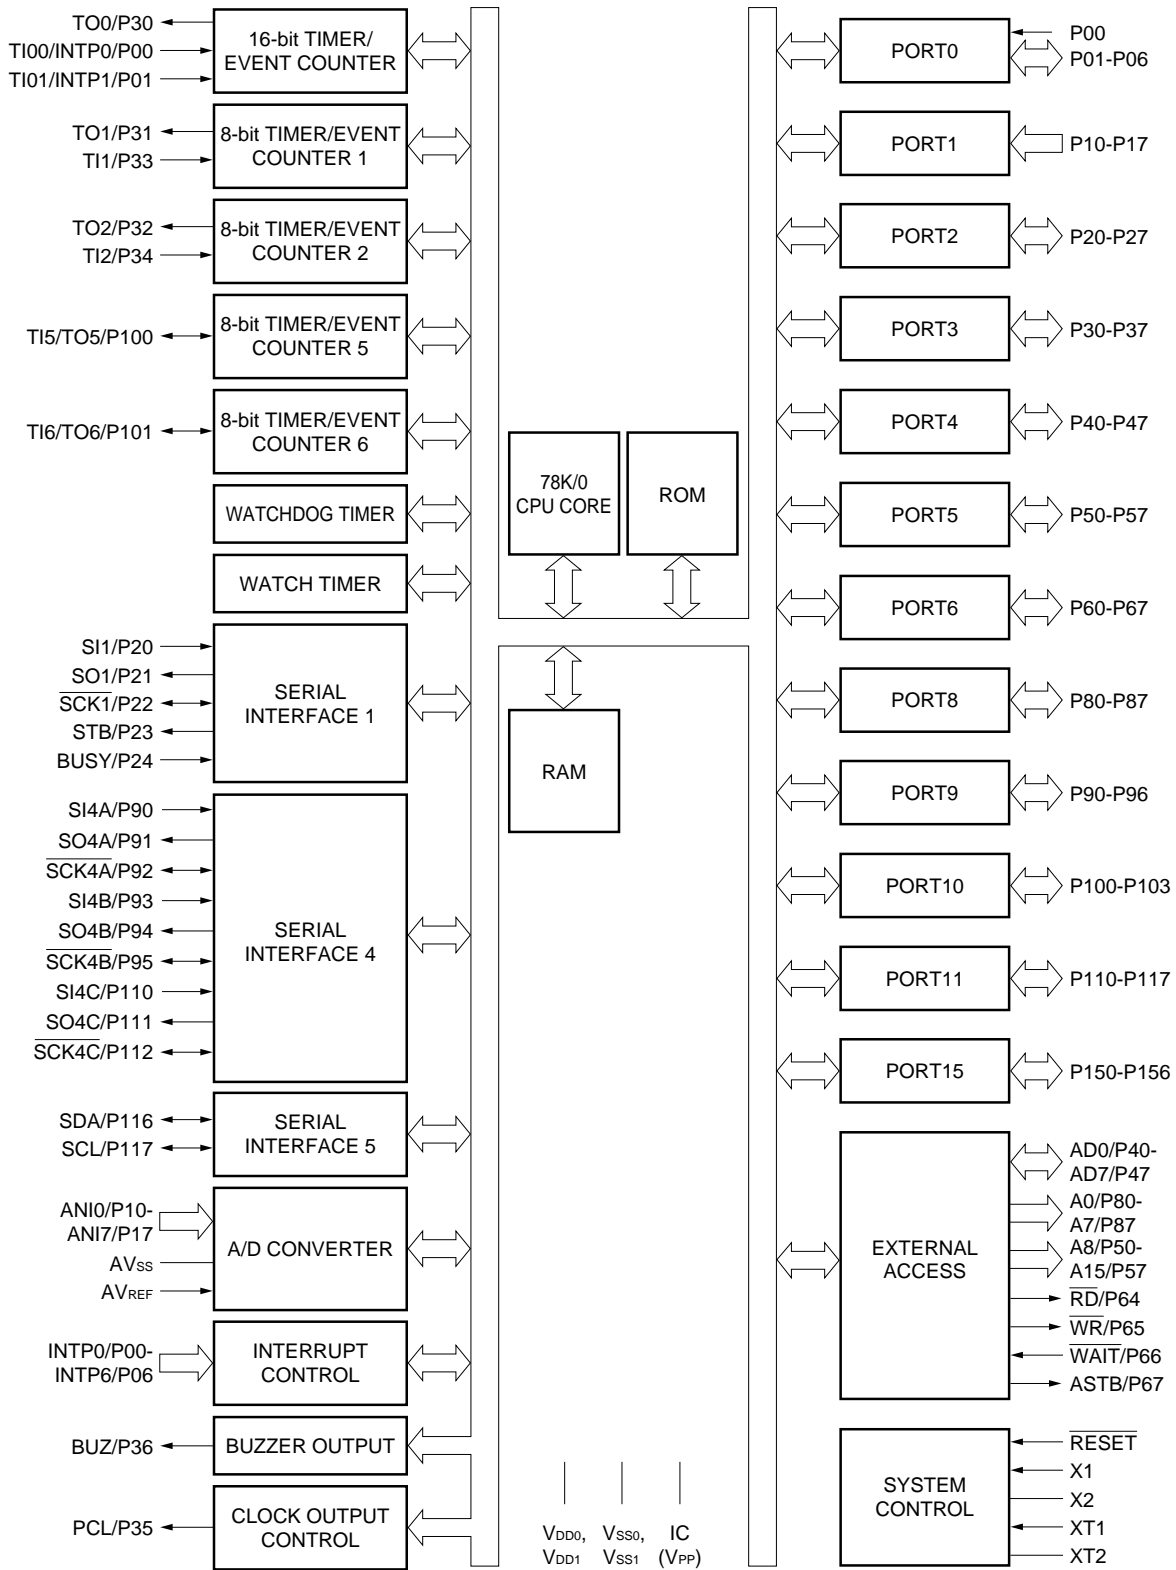 TO0/P30
TI00/INTP0/P00
TI01/INTP1/P01
16-bit TIMER/
EVENT COUNTER
TO1/P31
TI1/P33
8-bit TIMER/EVENT
COUNTER 1
TO2/P32
TI2/P34
8-bit TIMER/EVENT
COUNTER 2
TI5/TO5/P100
8-bit TIMER/EVENT
COUNTER 5
TI6/TO6/P101
8-bit TIMER/EVENT
COUNTER 6
WATCHDOG TIMER
WATCH TIMER
SI1/P20
SO1/P21
SCK1/P22
STB/P23
BUSY/P24
SERIAL
INTERFACE 1
SI4A/P90
SO4A/P91
SCK4A/P92
SI4B/P93
SO4B/P94
SCK4B/P95
SI4C/P110
SO4C/P111
SCK4C/P112
SERIAL
INTERFACE 4
SDA/P116
SCL/P117
SERIAL
INTERFACE 5
ANI0/P10-
ANI7/P17
AVSS
AVREF
A/D CONVERTER
INTP0/P00-
INTP6/P06
INTERRUPT
CONTROL
BUZ/P36
BUZZER OUTPUT
PCL/P35
CLOCK OUTPUT
CONTROL
78K/0
CPU CORE
ROM
RAM
VDD0,
VDD1
VSS0,
VSS1
IC
(VPP)
PORT0
P00
P01-P06
PORT1
P10-P17
PORT2
P20-P27
PORT3
P30-P37
PORT4
P40-P47
PORT5
P50-P57
PORT6
P60-P67
PORT8
P80-P87
PORT9
P90-P96
PORT10
P100-P103
PORT11
P110-P117
PORT15
P150-P156
EXTERNAL
ACCESS
AD0/P40-
AD7/P47
A0/P80-
A7/P87
A8/P50-
A15/P57
RD/P64
WR/P65
WAIT/P66
ASTB/P67
SYSTEM
CONTROL
RESET
X1
X2
XT1
XT2